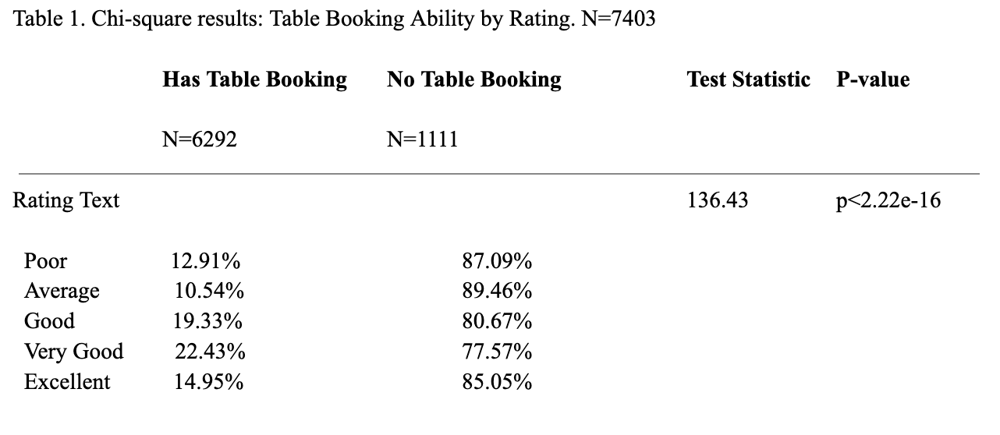 Table 1. Chi-square results: Table Booking Ability by Rating. N=7403
Has Table Booking No Table Booking Test Statistic P-value
N=6292 N=1111
Rating Text 136.43 p<2.22e-16
Poor 12.91% 87.09%
Average 10.54% 89.46%
Good 19.33% 80.67%
Very Good 22.43% 77.57%
Excellent 14.95% 85.05%